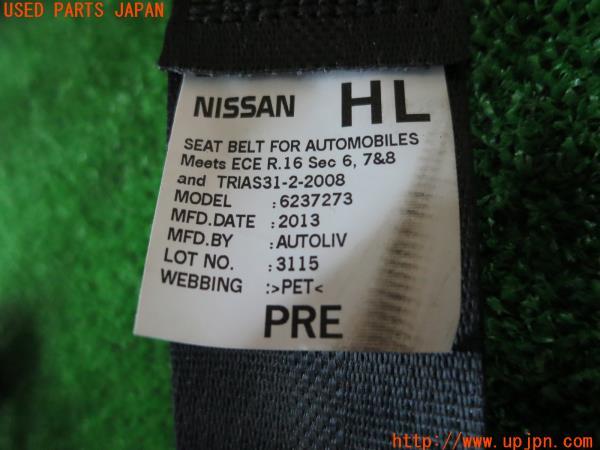 USED PARTS JAPAN
NISSAN HL
SEAT BELT FOR AUTOMOBILES
Meets ECE R.16 Sec 6, 7&8
and TRIAS31-2-2008
MODEL :6237273
MFD.DATE :2013
MFD.BY :AUTOLIV
LOT NO. :3115
WEBBING :>PET<
PRE
http://www.upjpn.com/